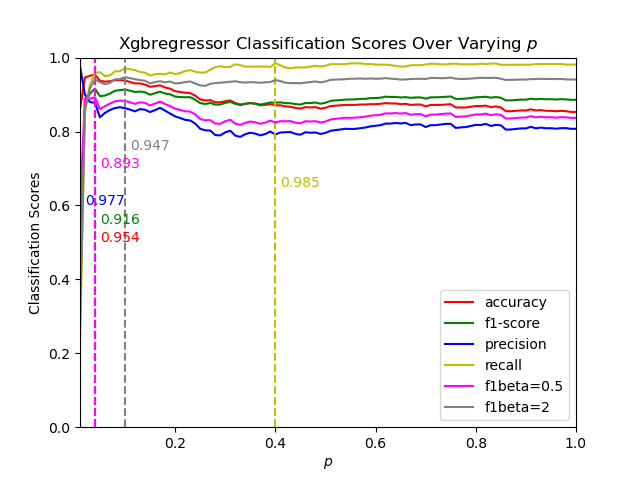 Xgbregressor Classification Scores Over Varying p
1.0
0.8
0.6
0.4
0.2
0.0
Classification Scores
0.947
0.893
0.985
0.977
0.916
0.954
accuracy
f1-score
precision
recall
f1beta=0.5
f1beta=2
0.2
0.4
0.6
0.8
1.0
p